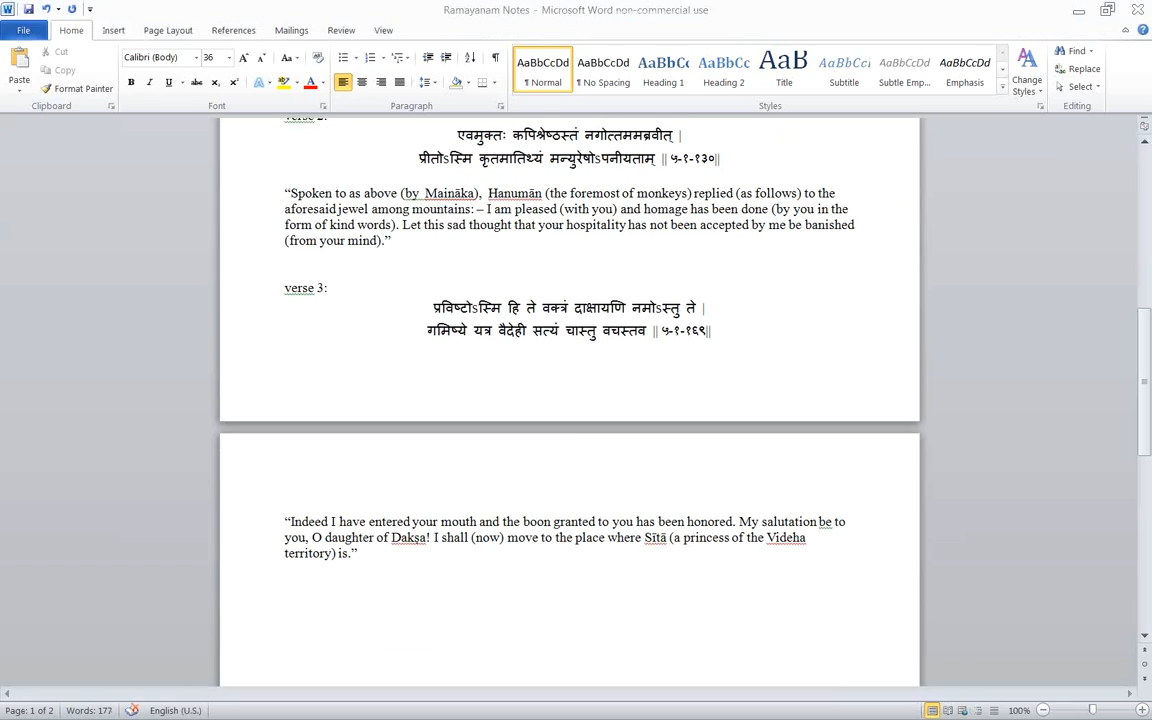 Ramayanam Notes - Microsoft Word non-commercial use
File Home Insert Page Layout References Mailings Review View
Cut
Copy
Format Painter
Paste
Calibri (Body) 36
AaBbCcDd AaBbCcDd AaBbCc AaBbCc AaB AaBbCcI AaBbCcDd AaBbCcDd
¶ Normal ¶ No Spacing Heading 1 Heading 2 Title Subtitle Subtle Emp... Emphasis
Change Styles
Find
Replace
Select
Clipboard Font Paragraph Styles Editing
verse 2:
एवमुक्तः कपिश्रेष्ठस्तं नगोत्तममब्रवीत् |
प्रीतोऽस्मि कृतमातिथ्यं मन्युरेषोऽपनीयताम् || ५-१-१३०||
“Spoken to as above (by Maināka), Hanumān (the foremost of monkeys) replied (as follows) to the
aforesaid jewel among mountains: – I am pleased (with you) and homage has been done (by you in the
form of kind words). Let this sad thought that your hospitality has not been accepted by me be banished
(from your mind).”
verse 3:
प्रविष्टोऽस्मि हि ते वक्त्रं दाक्षायणि नमोऽस्तु ते |
गमिष्ये यत्र वैदेही सत्यं चास्तु वचस्तव || ५-१-१६९||
“Indeed I have entered your mouth and the boon granted to you has been honored. My salutation be to
you, O daughter of Dakṣa! I shall (now) move to the place where Sītā (a princess of the Videha
territory) is.”
Page: 1 of 2 Words: 177 English (U.S.) 100%